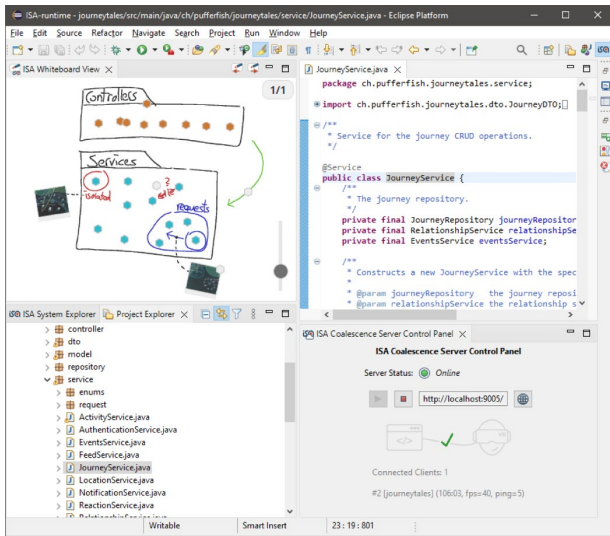 ISA-runtime - journeytales/src/main/java/ch/pufferfish/journeytales/service/JourneyService.java - Eclipse Platform
File Edit Source Refactor Navigate Search Project Run Window Help
ISA Whiteboard View
1/1
Controllers
Services
isolated
?
split
requests
JourneyService.java
package ch.pufferfish.journeytales.service;
import ch.pufferfish.journeytales.dto.JourneyDTO;
/**
* Service for the journey CRUD operations.
*/
@Service
public class JourneyService {
/**
* The journey repository.
*/
private final JourneyRepository journeyRepositor
private final RelationshipService relationshipSe
private final EventsService eventsService;
/**
* Constructs a new JourneyService with the spec
*
* @param journeyRepository the journey reposi
* @param relationshipService the relationship s
ISA System Explorer Project Explorer
controller
dto
model
repository
service
enums
request
ActivityService.java
AuthenticationService.java
EventsService.java
FeedService.java
JourneyService.java
LocationService.java
NotificationService.java
ReactionService.java
RelationshipService.java
ISA Coalescence Server Control Panel
ISA Coalescence Server Control Panel
Server Status: Online
http://localhost:9005/
</>
VR
Connected Clients: 1
#2 [journeytales] (106:03, fps=40, ping=5)
Writable Smart Insert 23 : 19 : 801